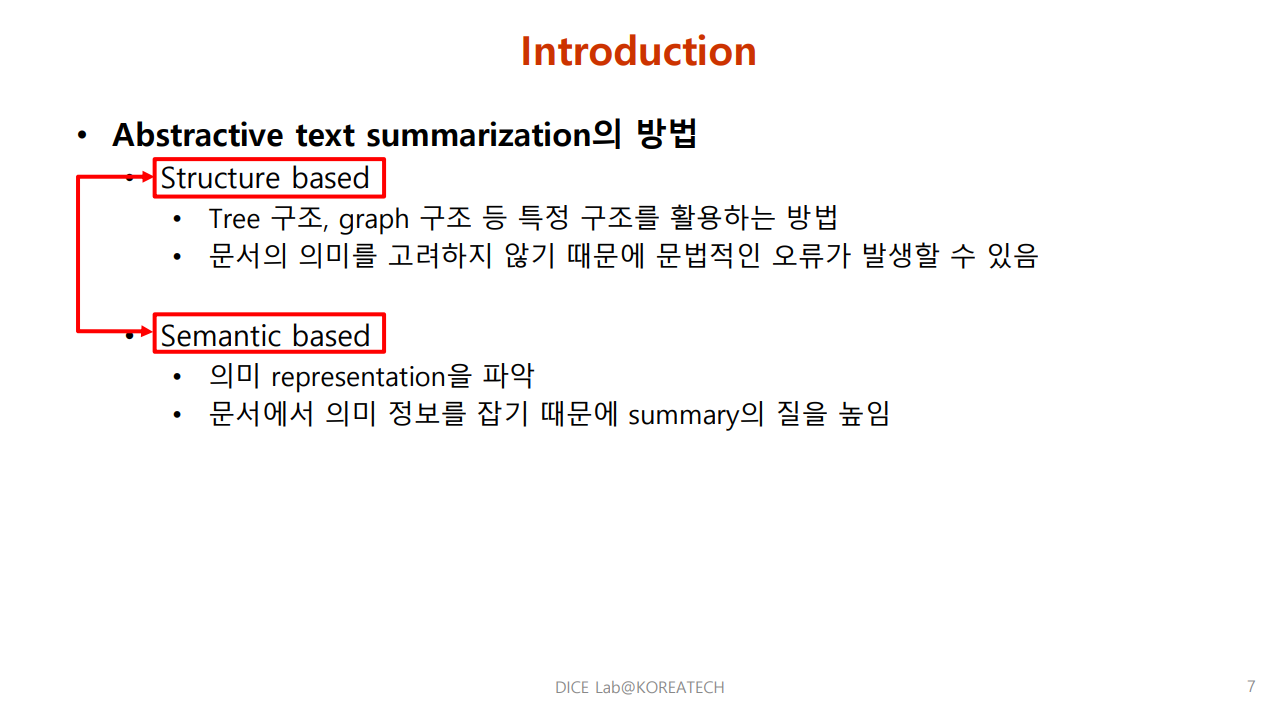 Introduction
• Abstractive text summarization의 방법
• Structure based
• Tree 구조, graph 구조 등 특정 구조를 활용하는 방법
• 문서의 의미를 고려하지 않기 때문에 문법적인 오류가 발생할 수 있음
• Semantic based
• 의미 representation을 파악
• 문서에서 의미 정보를 잡기 때문에 summary의 질을 높임
DICE Lab@KOREATECH
7